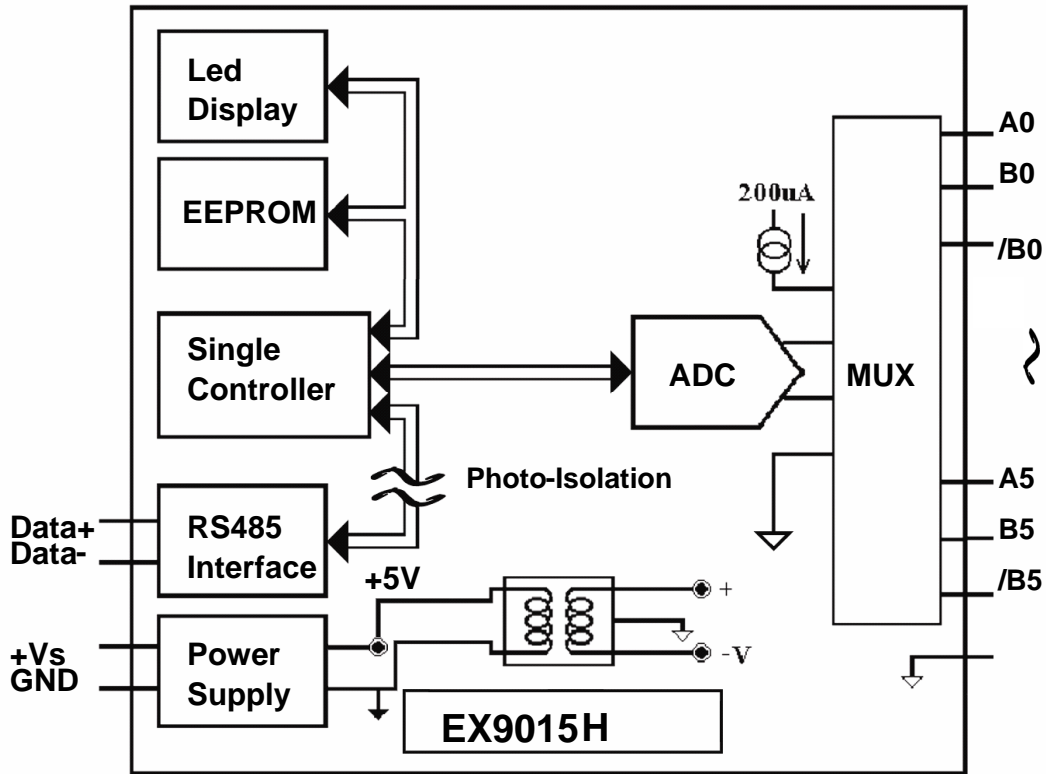 Led
Display
EEPROM
Single
Controller
RS485
Interface
Power
Supply
Data+
Data-
+Vs
GND
+5V
Photo-Isolation
200uA
ADC
MUX
A0
B0
/B0
~
A5
B5
/B5
+
-V
EX9015H